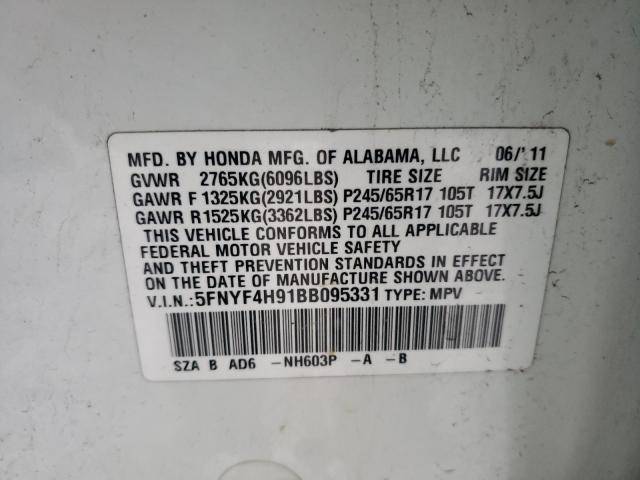 MFD. BY HONDA MFG. OF ALABAMA, LLC 06/'11
GVWR 2765KG(6096LBS) TIRE SIZE RIM SIZE
GAWR F 1325KG(2921LBS) P245/65R17 105T 17X7.5J
GAWR R 1525KG(3362LBS) P245/65R17 105T 17X7.5J
THIS VEHICLE CONFORMS TO ALL APPLICABLE
FEDERAL MOTOR VEHICLE SAFETY
AND THEFT PREVENTION STANDARDS IN EFFECT
ON THE DATE OF MANUFACTURE SHOWN ABOVE.
V.I.N.:5FNYF4H91BB095331 TYPE: MPV
SZA B AD6 -NH603P -A -B